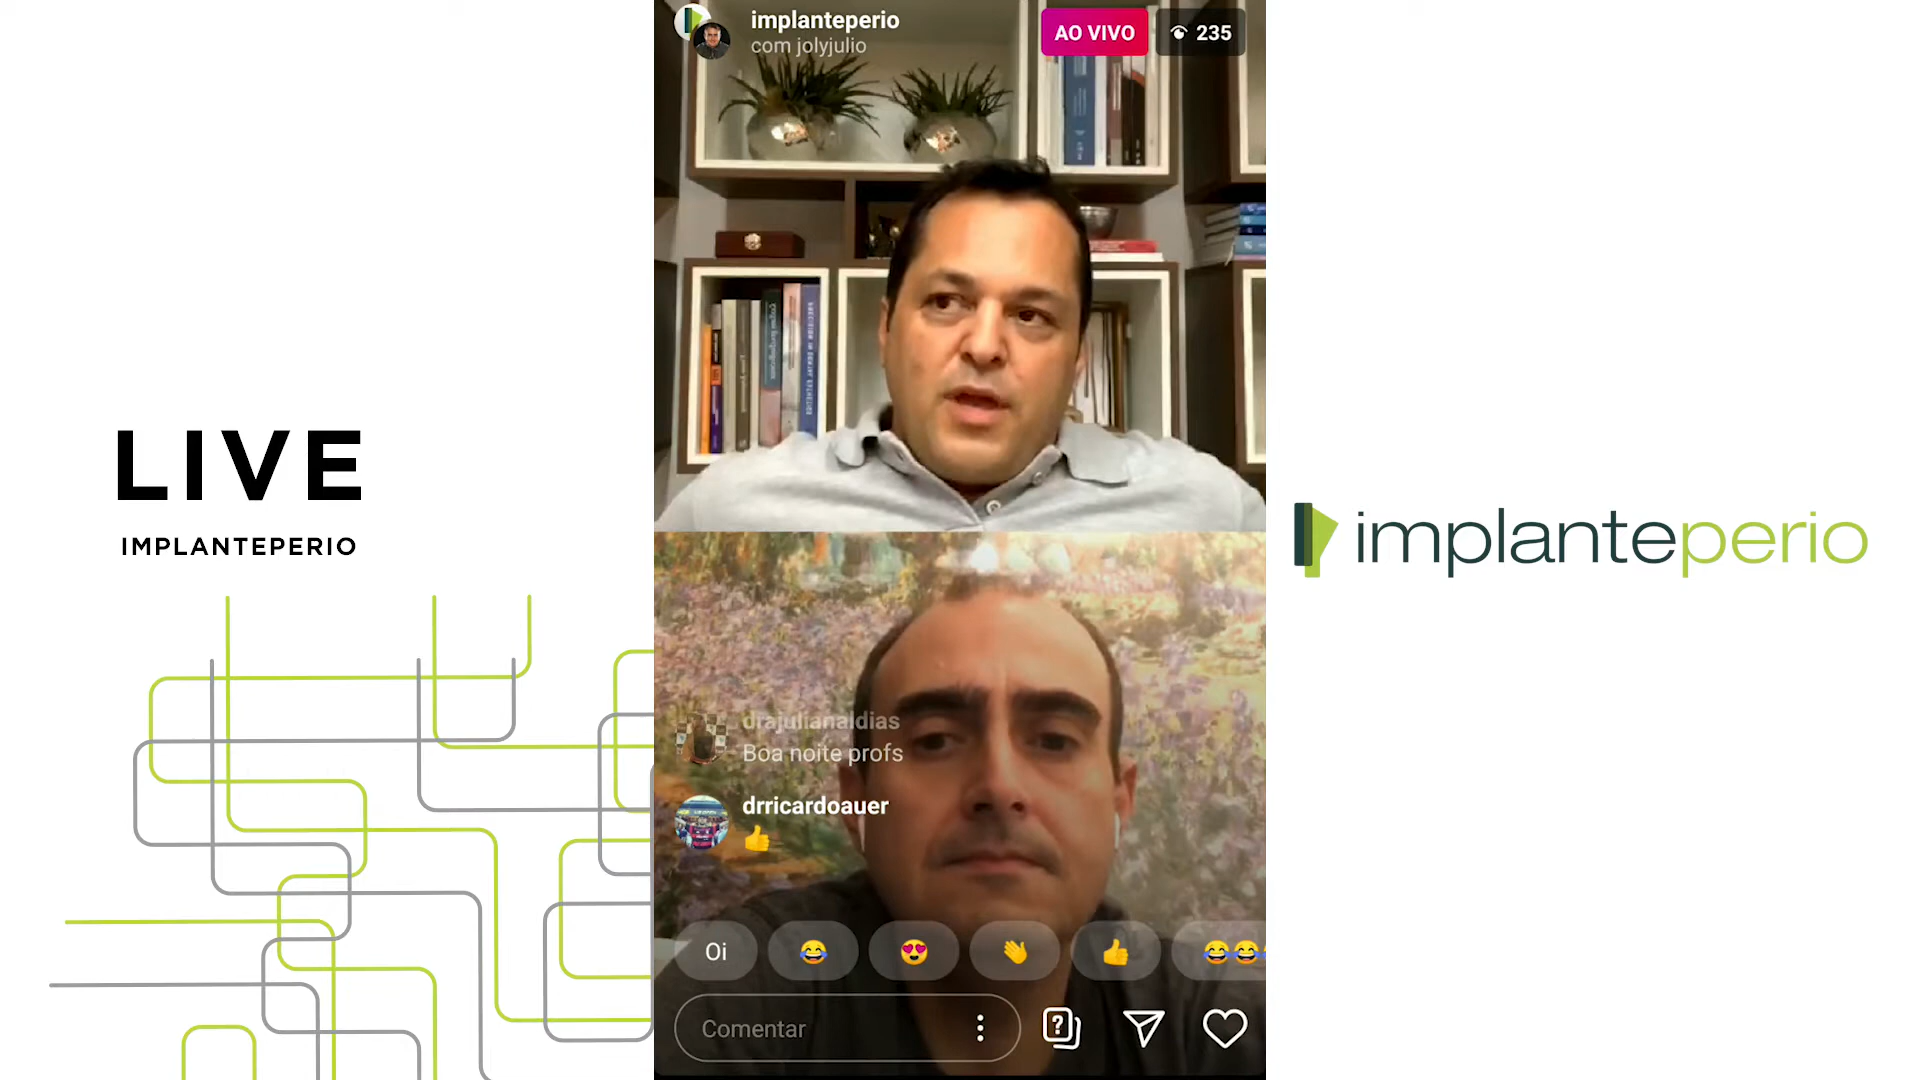 LIVE
IMPLANTEPERIO
implanteperio
com jolyjulio
AO VIVO
235
drajulianaldias
Boa noite profs
drricardoauer
Oi
Comentar
implanteperio